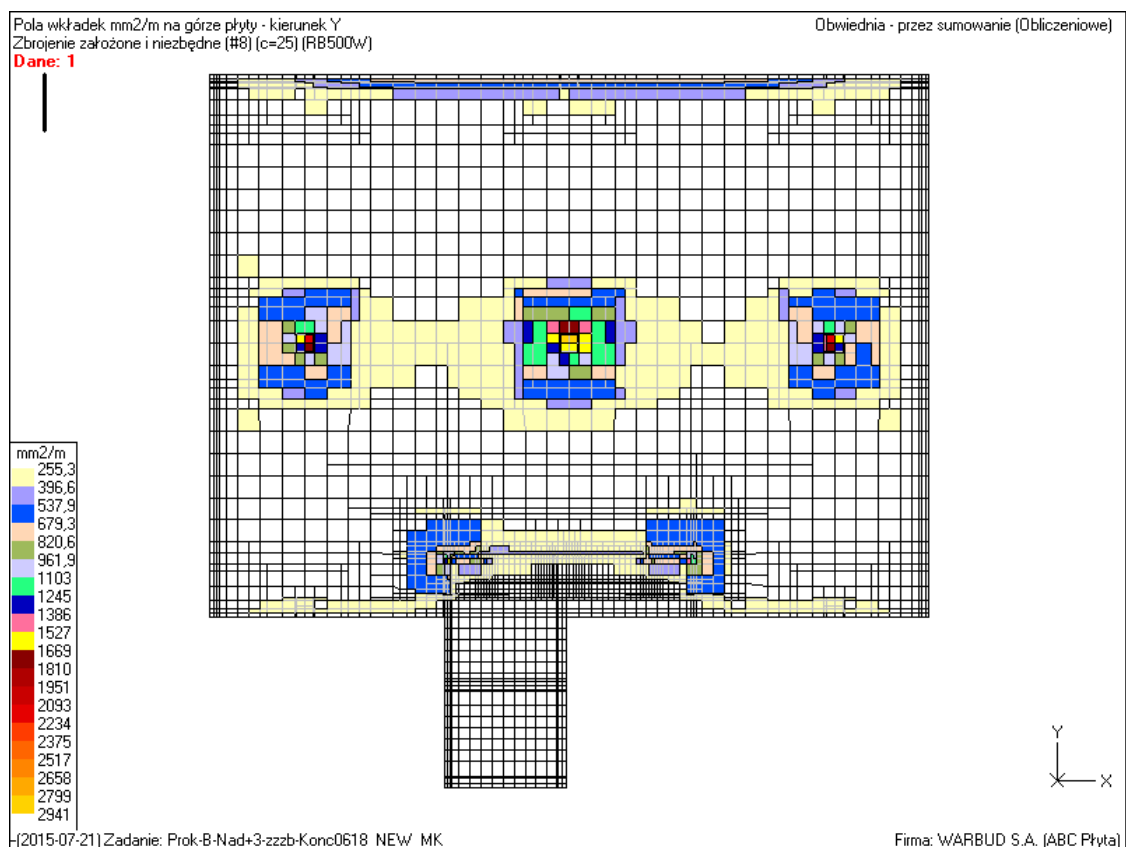 Pola wkładek mm2/m na górze płyty - kierunek Y
Obwiednia - przez sumowanie (Obliczeniowe)
Zbrojenie założone i niezbędne (#8) (c=25) (RB500W)
Dane: 1
mm2/m
255,3
396,6
537,9
679,3
820,6
961,9
1103
1245
1386
1527
1669
1810
1951
2093
2234
2375
2517
2658
2799
2941
Y
X
(2015-07-21) Zadanie: Prok-B-Nad+3-zzzb-Konc0618_NEW_MK
Firma: WARBUD S.A. (ABC Płyta)